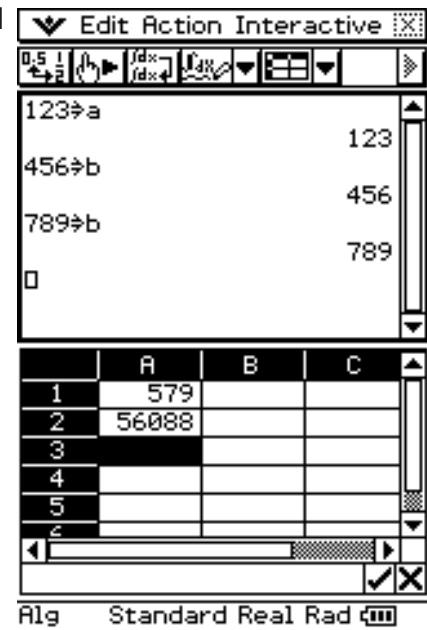 Edit Action Interactive
123⇒a
123
456⇒b
456
789⇒b
789
A B C
1 579
2 56088
3
4
5
6
Alg Standard Real Rad